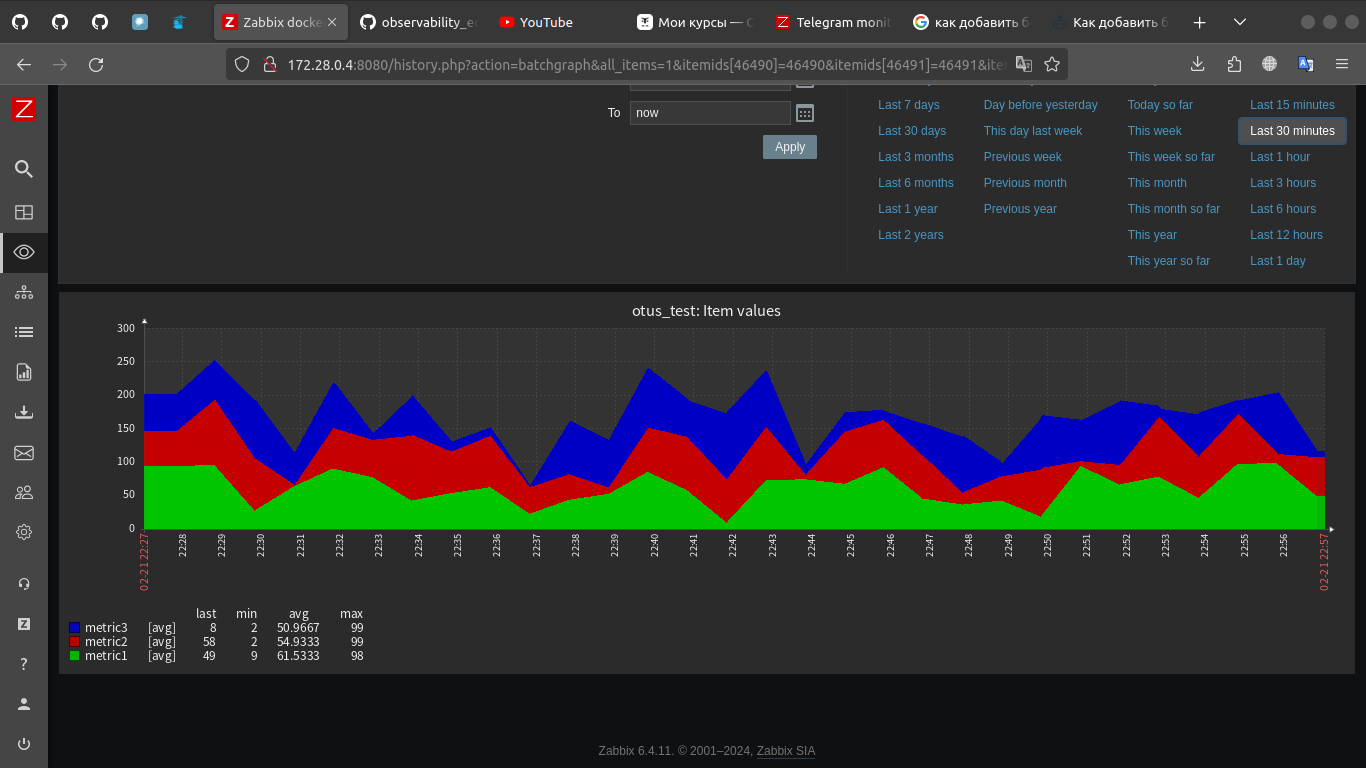 Zabbix docke
observability_e
YouTube
Мои курсы — О
Telegram monit
как добавить б
Как добавить б
172.28.0.4:8080/history.php?action=batchgraph&all_items=1&itemids[46490]=46490&itemids[46491]=46491&ite
To now
Apply
Last 7 days Day before yesterday Today so far Last 15 minutes
Last 30 days This day last week This week Last 30 minutes
Last 3 months Previous week This week so far Last 1 hour
Last 6 months Previous month This month Last 3 hours
Last 1 year Previous year This month so far Last 6 hours
Last 2 years This year Last 12 hours
This year so far Last 1 day
otus_test: Item values
300
250
200
150
100
50
0
02-21 22:27 22:28 22:29 22:30 22:31 22:32 22:33 22:34 22:35 22:36 22:37 22:38 22:39 22:40 22:41 22:42 22:43 22:44 22:45 22:46 22:47 22:48 22:49 22:50 22:51 22:52 22:53 22:54 22:55 22:56 02-21 22:57
last min avg max
metric3 [avg] 8 2 50.9667 99
metric2 [avg] 58 2 54.9333 99
metric1 [avg] 49 9 61.5333 98
Zabbix 6.4.11. © 2001–2024, Zabbix SIA